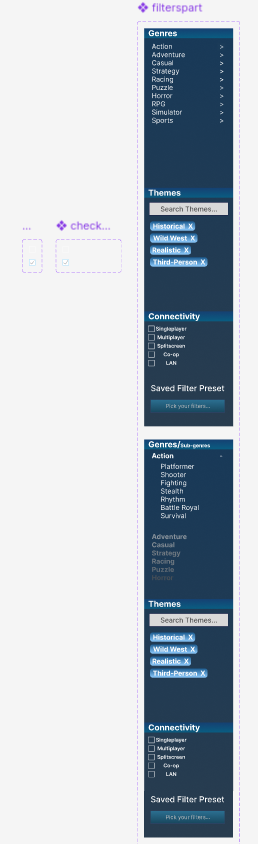 filterspart
Genres
Action >
Adventure >
Casual >
Strategy >
Racing >
Puzzle >
Horror >
RPG >
Simulator >
Sports >
... check...
Themes
Search Themes...
Historical X
Wild West X
Realistic X
Third-Person X
Connectivity
Singleplayer
Multiplayer
Splitscreen
Co-op
LAN
Saved Filter Preset
Pick your filters...
Genres/Sub-genres
Action -
Platformer
Shooter
Fighting
Stealth
Rhythm
Battle Royal
Survival
Adventure
Casual
Strategy
Racing
Puzzle
Horror
Themes
Search Themes...
Historical X
Wild West X
Realistic X
Third-Person X
Connectivity
Singleplayer
Multiplayer
Splitscreen
Co-op
LAN
Saved Filter Preset
Pick your filters...